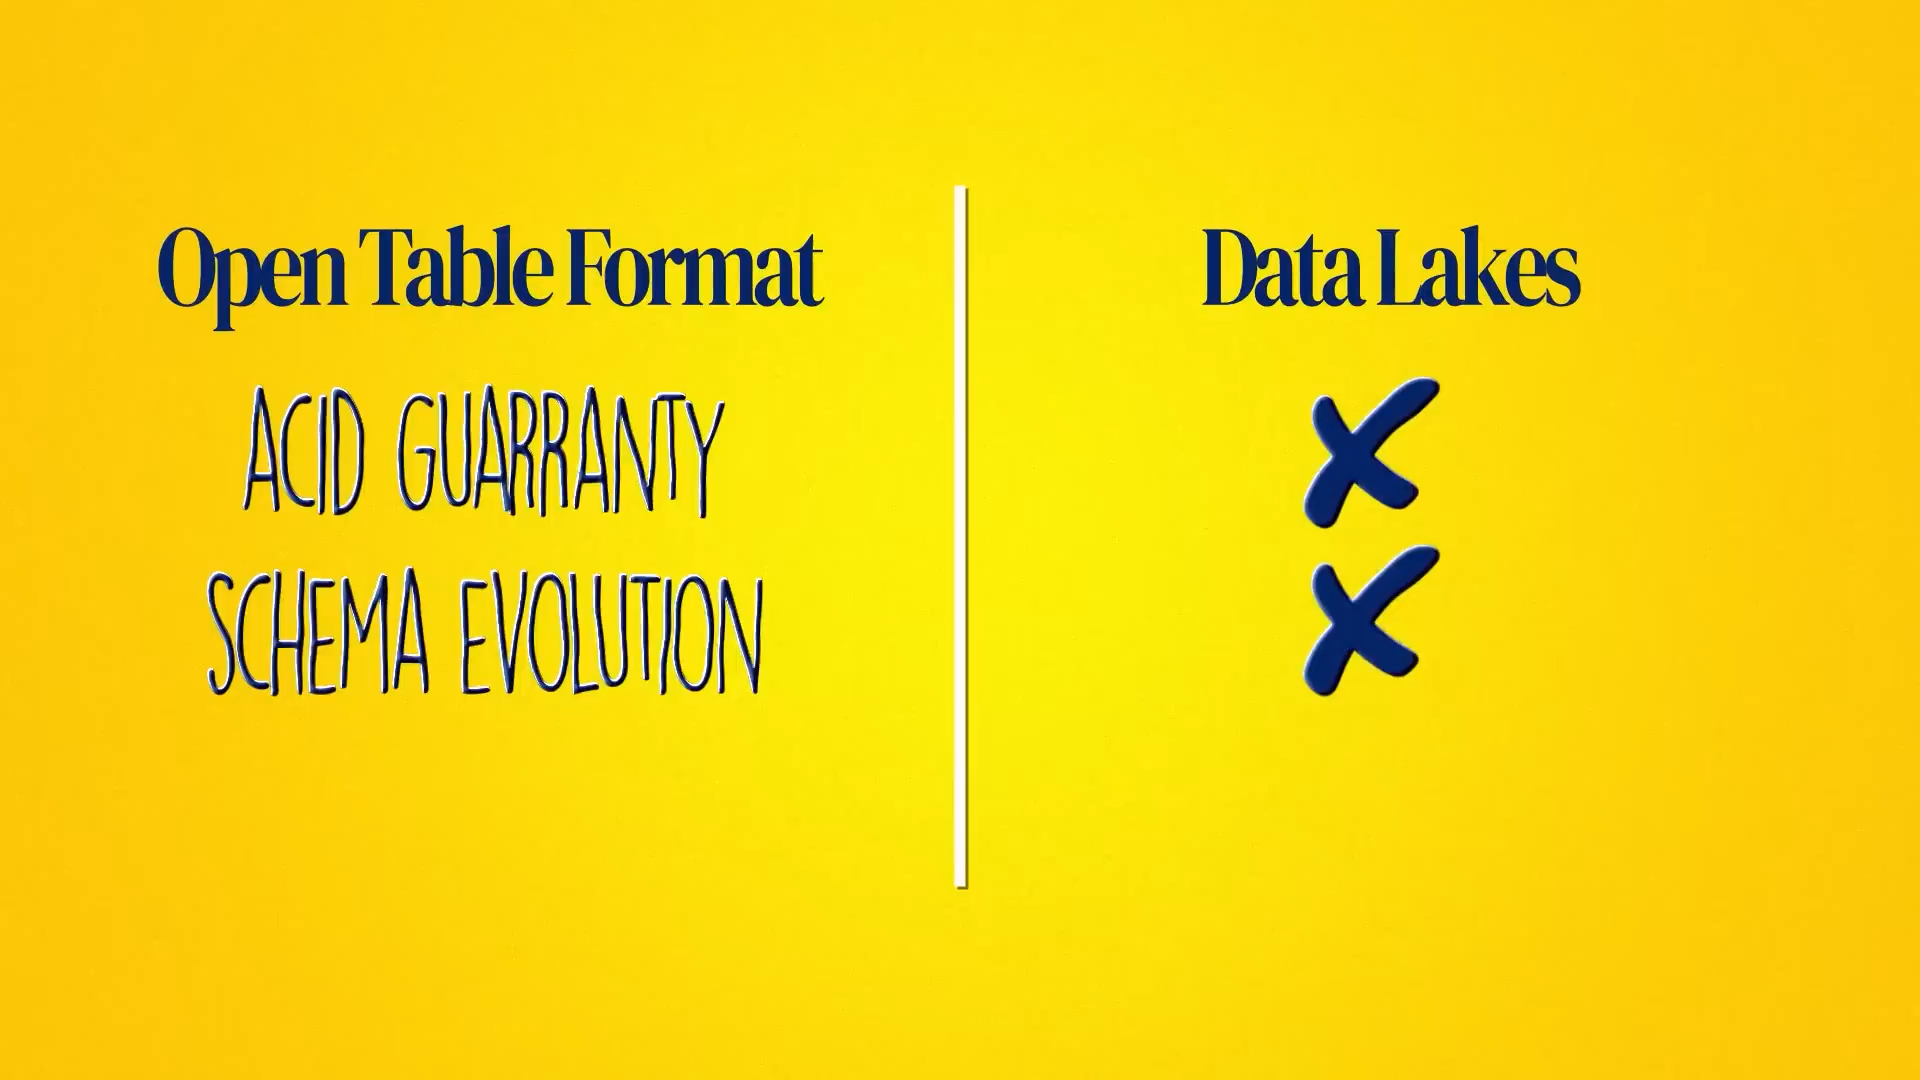 Open Table Format
Data Lakes
ACID GUARRANTY
SCHEMA EVOLUTION